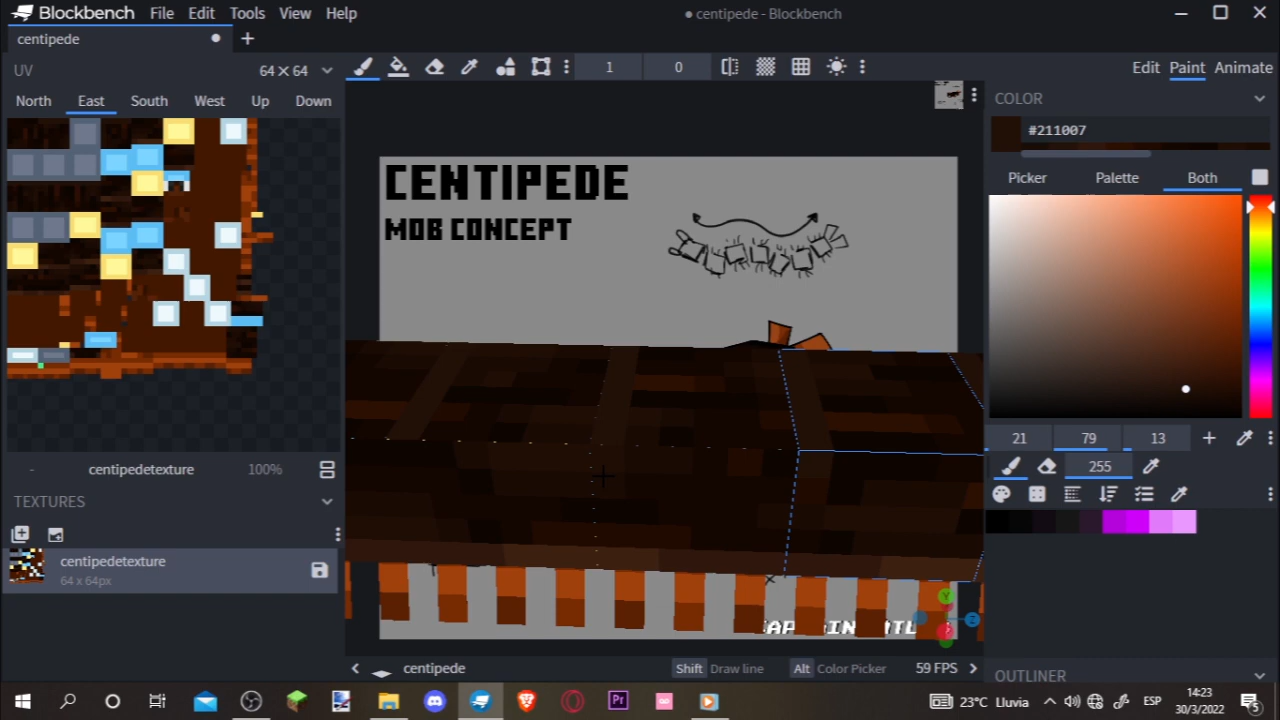 Blockbench File Edit Tools View Help
centipede - Blockbench
centipede
UV 64×64
1 0
Edit Paint Animate
North East South West Up Down
COLOR
#211007
Picker Palette Both
CENTIPEDE
MOB CONCEPT
21 79 13
255
- centipedetexture 100%
TEXTURES
centipedetexture
64 x 64px
centipede
Shift Draw line Alt Color Picker 59 FPS
OUTLINER
Y
Z
23°C Lluvia ESP 14:23
30/3/2022
5